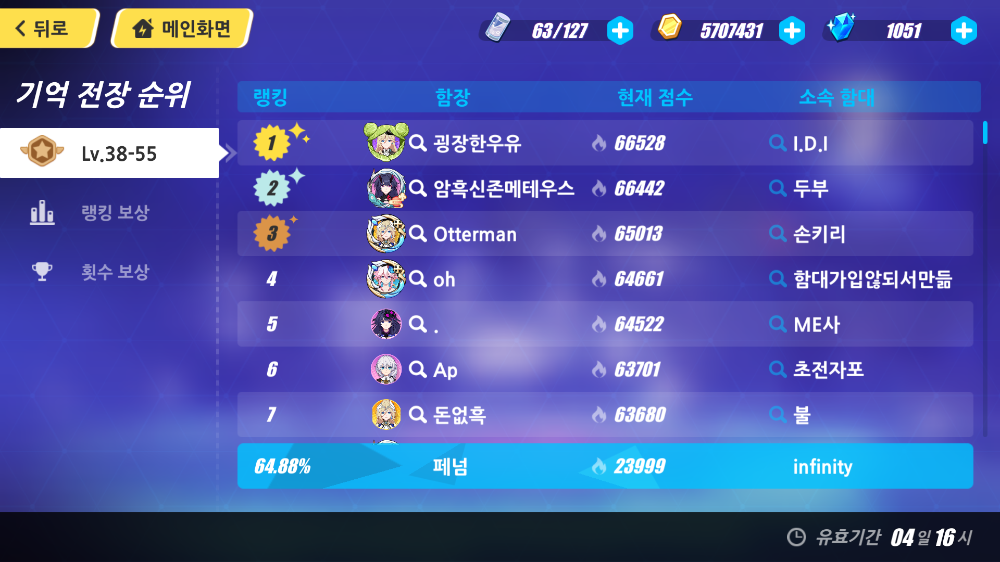 뒤로
메인화면
63/127
5707431
1051
기억 전장 순위
Lv.38-55
랭킹 보상
횟수 보상
랭킹 함장 현재 점수 소속 함대
1 굉장한우유 66528 I.D.I
2 암흑신존메테우스 66442 두부
3 Otterman 65013 손키리
4 oh 64661 함대가입않되서만듦
5 . 64522 ME사
6 Ap 63701 초전자포
7 돈없흑 63680 불
64.88% 페넘 23999 infinity
유효기간 04일 16시